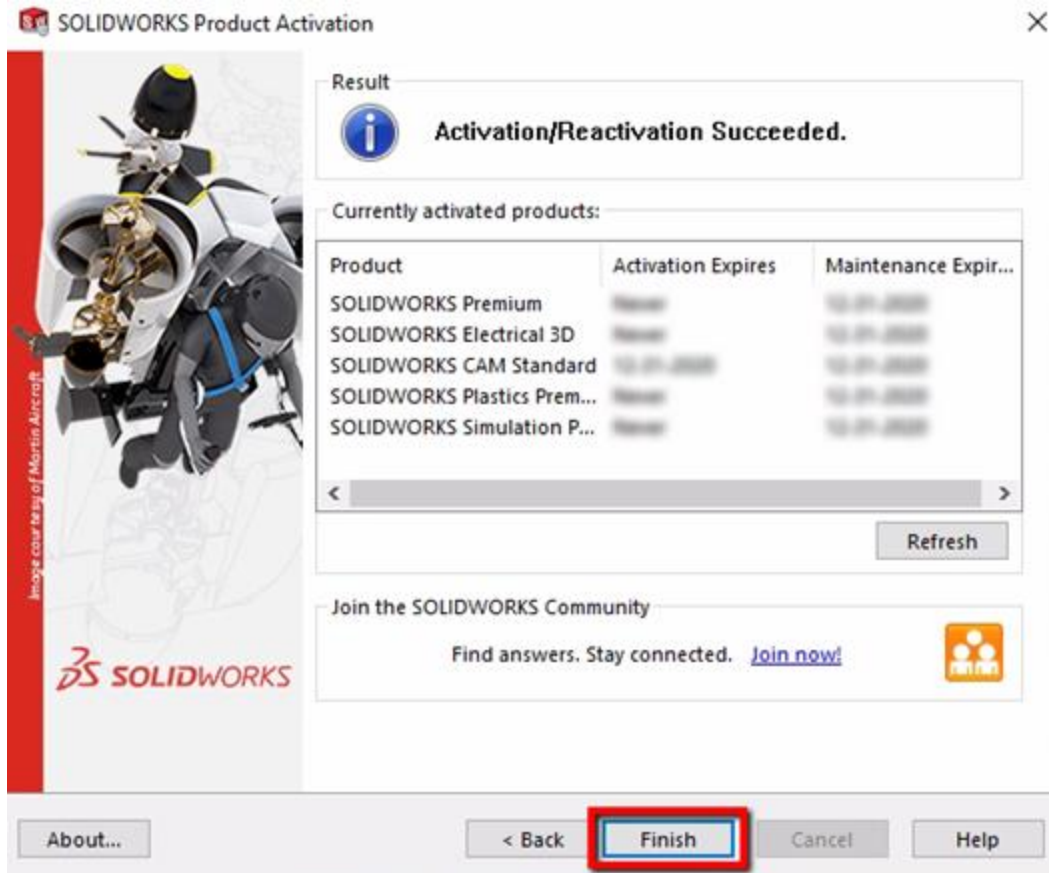 SOLIDWORKS Product Activation
Result
Activation/Reactivation Succeeded.
Currently activated products:
Product Activation Expires Maintenance Expir...
SOLIDWORKS Premium
SOLIDWORKS Electrical 3D
SOLIDWORKS CAM Standard
SOLIDWORKS Plastics Prem...
SOLIDWORKS Simulation P...
Refresh
Join the SOLIDWORKS Community
Find answers. Stay connected. Join now!
Image courtesy of Martin Aircraft
SOLIDWORKS
About... < Back Finish Cancel Help